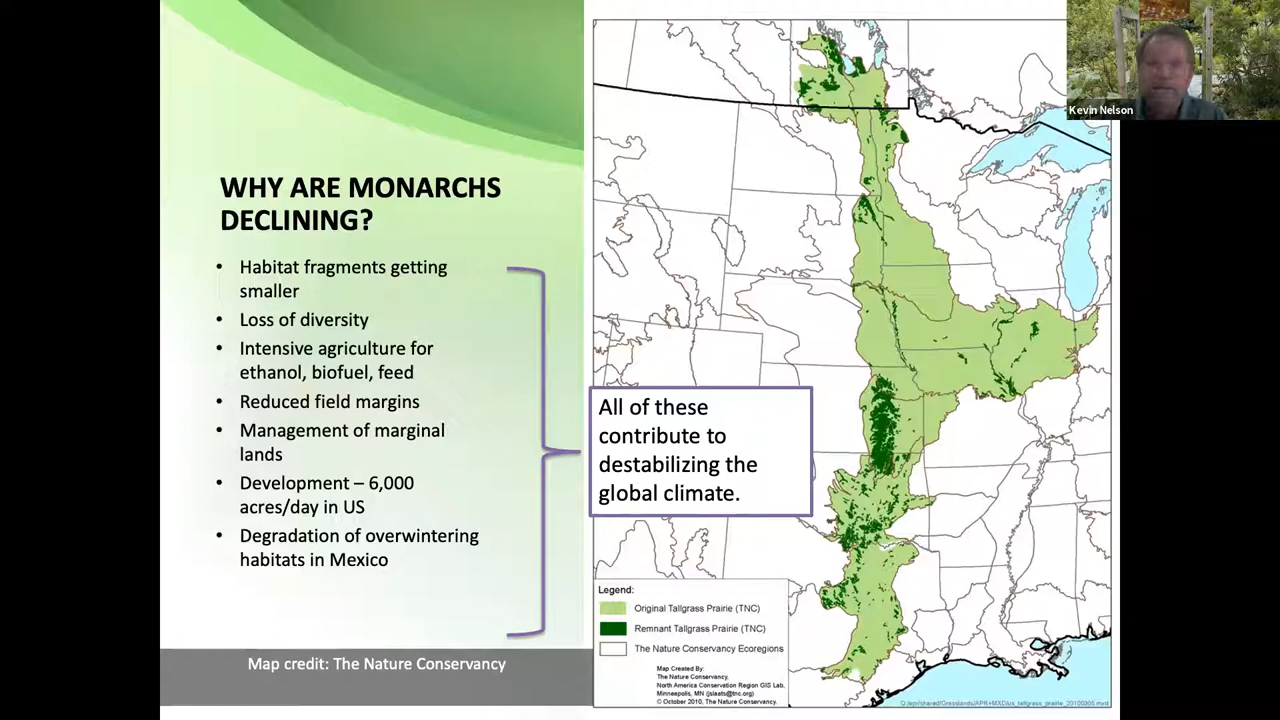 WHY ARE MONARCHS
DECLINING?
• Habitat fragments getting
smaller
• Loss of diversity
• Intensive agriculture for
ethanol, biofuel, feed
• Reduced field margins
• Management of marginal
lands
• Development – 6,000
acres/day in US
• Degradation of overwintering
habitats in Mexico
Map credit: The Nature Conservancy
All of these
contribute to
destabilizing the
global climate.
Legend:
Original Tallgrass Prairie (TNC)
Remnant Tallgrass Prairie (TNC)
The Nature Conservancy Ecoregions
Map Created By:
The Nature Conservancy,
North America Conservation Region GIS Lab,
Minneapolis, MN (jslaats@tnc.org)
© October 2010, The Nature Conservancy.
Kevin Nelson